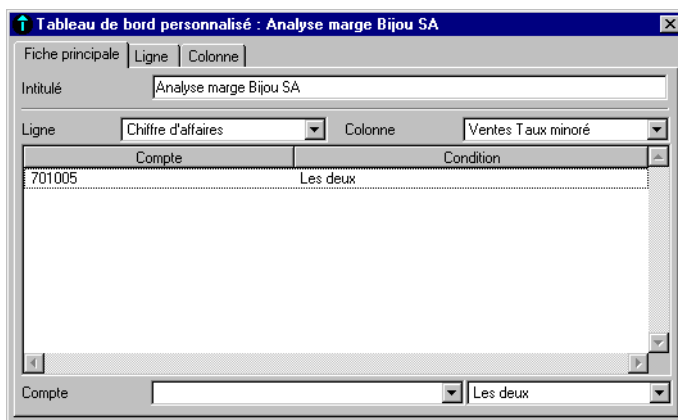 Tableau de bord personnalisé : Analyse marge Bijou SA
Fiche principale Ligne Colonne
Intitulé Analyse marge Bijou SA
Ligne Chiffre d'affaires Colonne Ventes Taux minoré
Compte Condition
701005 Les deux
Compte Les deux